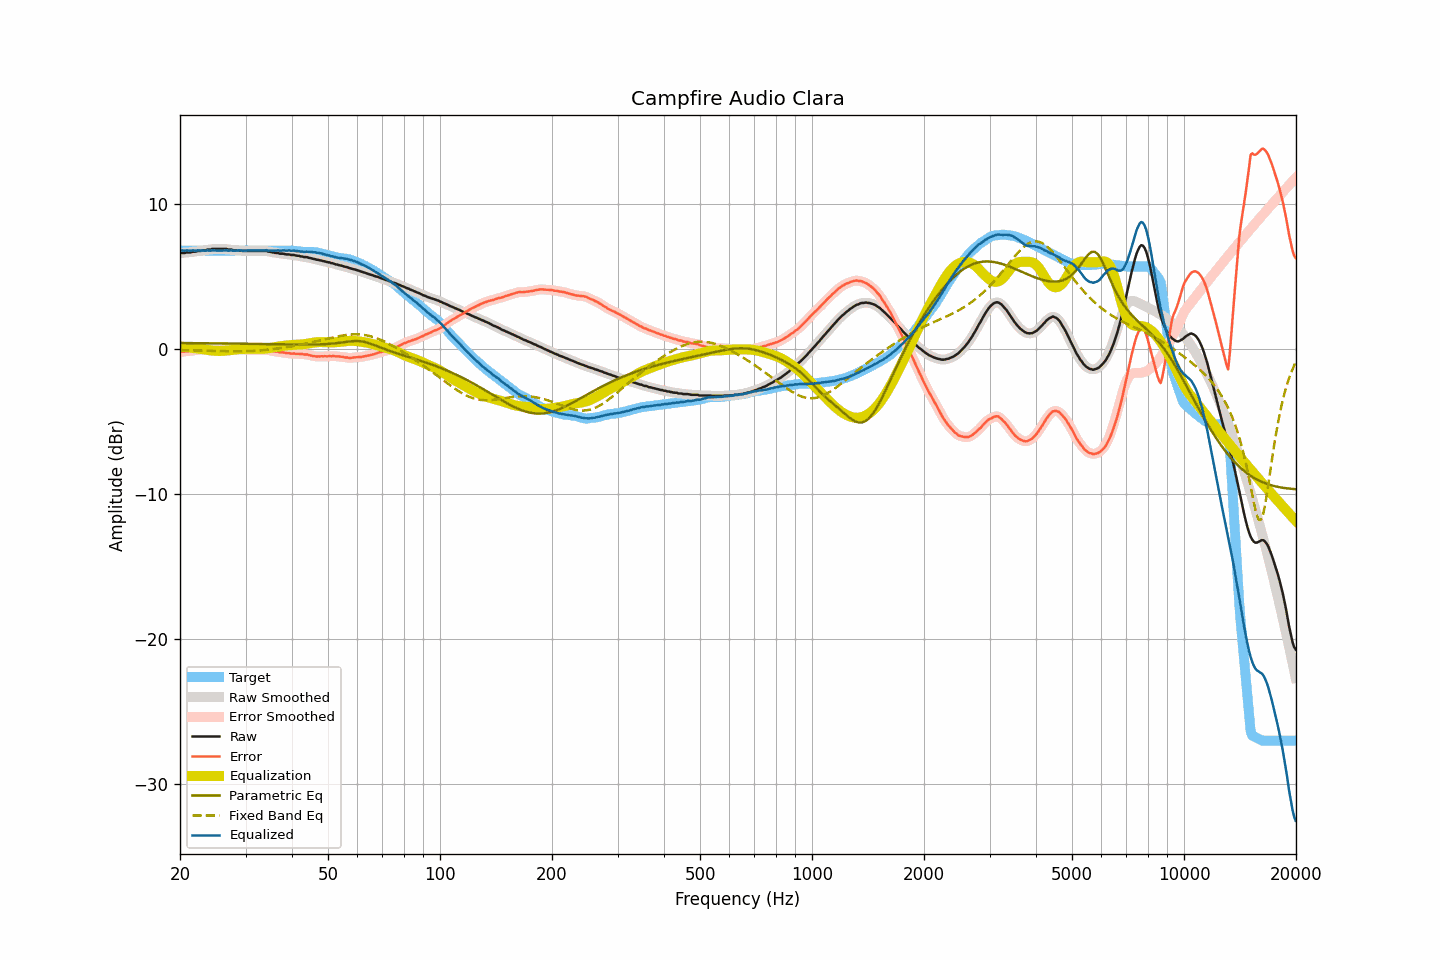 Campfire Audio Clara
10
0
−10
−20
−30
Amplitude (dBr)
Target
Raw Smoothed
Error Smoothed
Raw
Error
Equalization
Parametric Eq
Fixed Band Eq
Equalized
20 50 100 200 500 1000 2000 5000 10000 20000
Frequency (Hz)